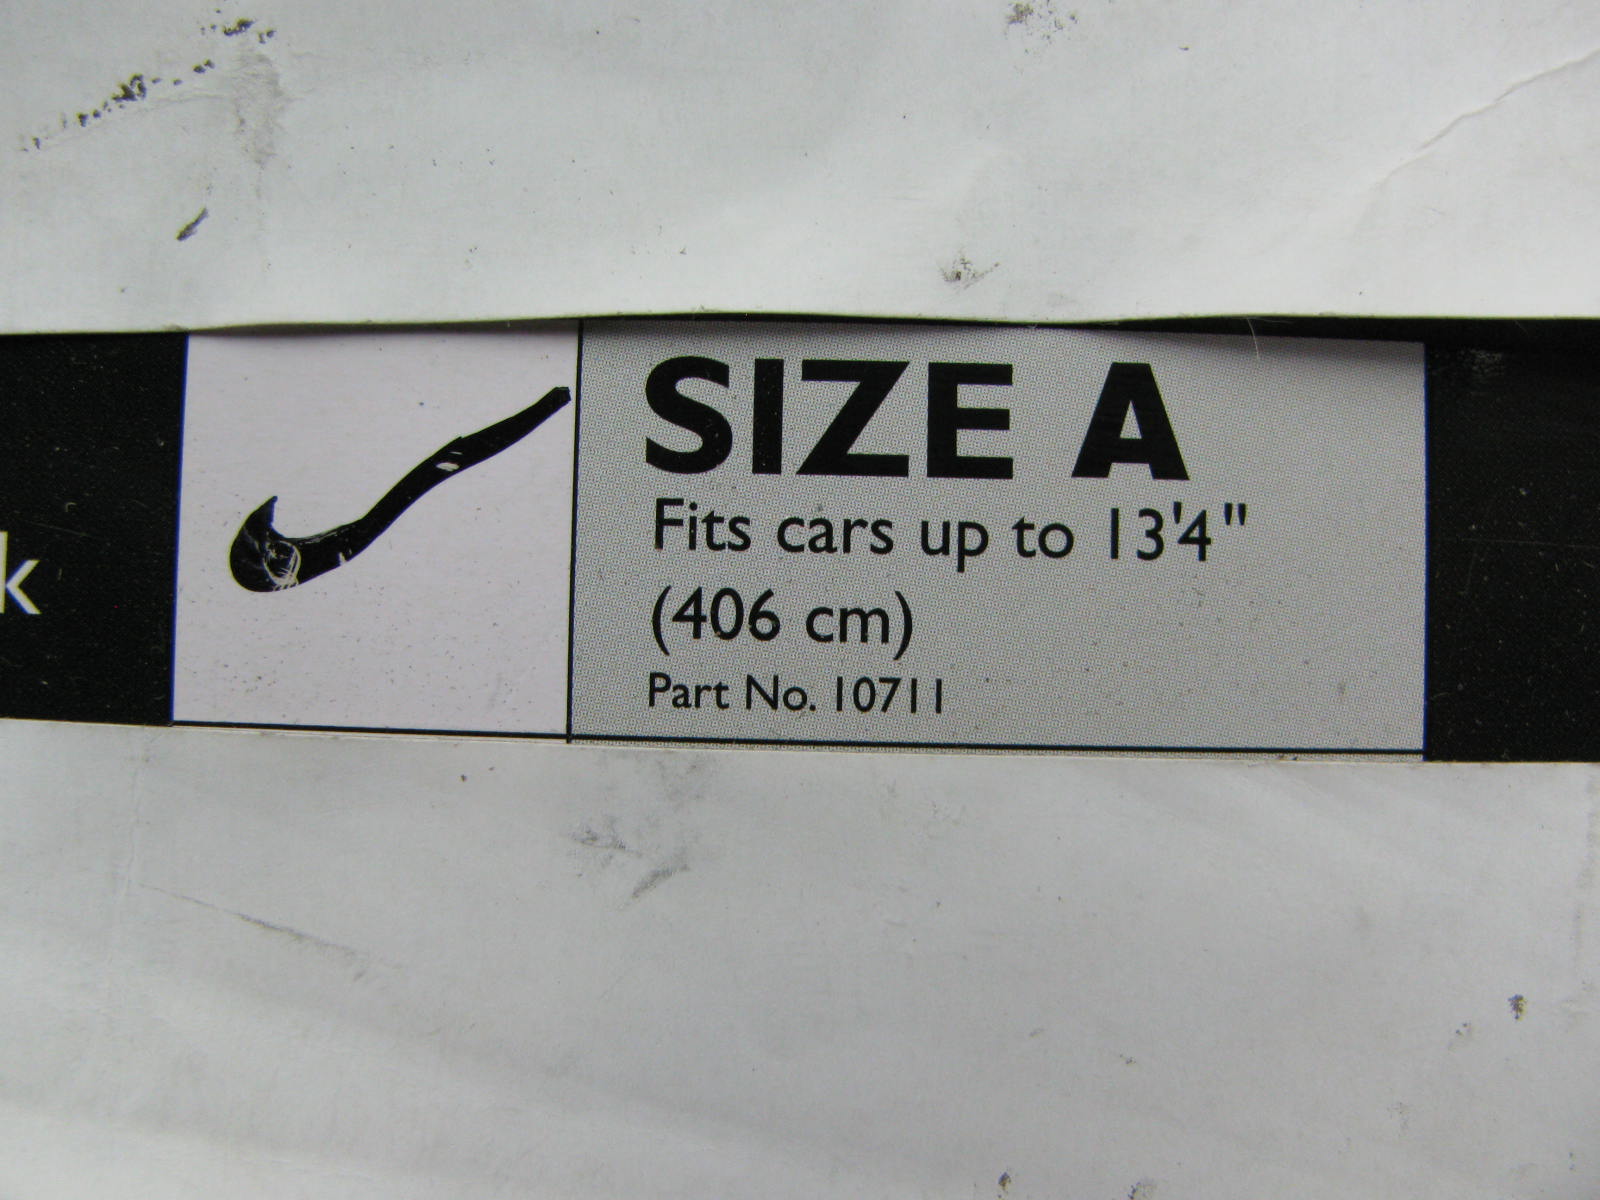 k
SIZE A
Fits cars up to 13'4"
(406 cm)
Part No. 10711